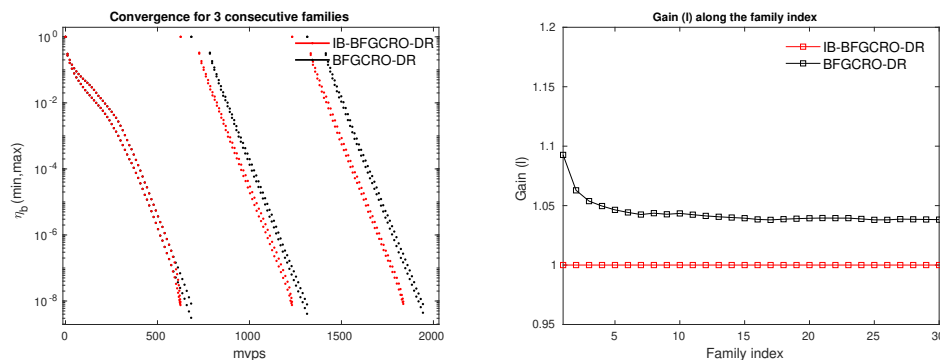 Convergence for 3 consecutive families
10^0
10^-2
10^-4
10^-6
10^-8
η_b (min,max)
IB-BFGCRO-DR
BFGCRO-DR
0 500 1000 1500 2000
mvps
Gain (l) along the family index
1.2
1.15
1.1
1.05
1
0.95
Gain (l)
IB-BFGCRO-DR
BFGCRO-DR
5 10 15 20 25 30
Family index